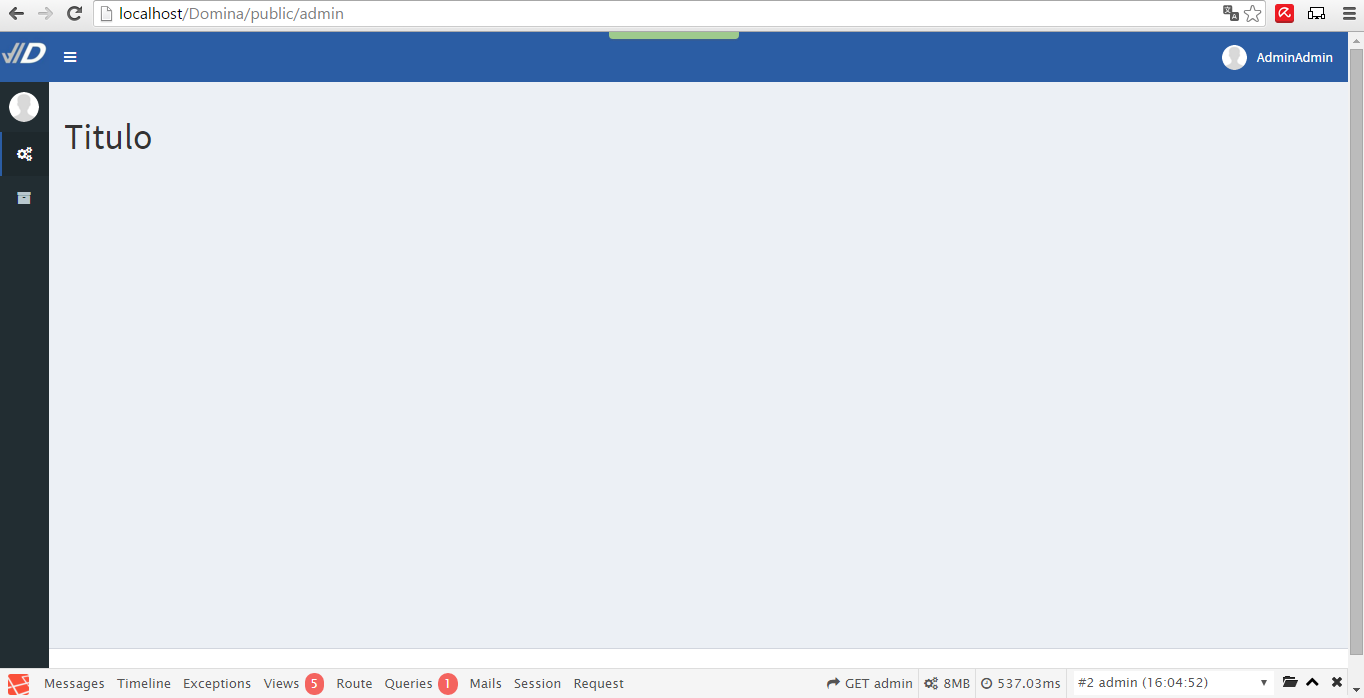 localhost/Domina/public/admin
D
AdminAdmin
Titulo
Messages Timeline Exceptions Views 5 Route Queries 1 Mails Session Request GET admin 8MB 537.03ms #2 admin (16:04:52)